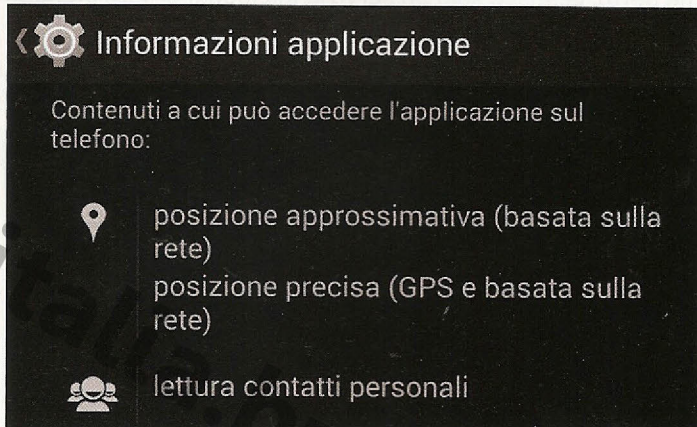 Informazioni applicazione
Contenuti a cui può accedere l'applicazione sul
telefono:
posizione approssimativa (basata sulla
rete)
posizione precisa (GPS e basata sulla
rete)
lettura contatti personali